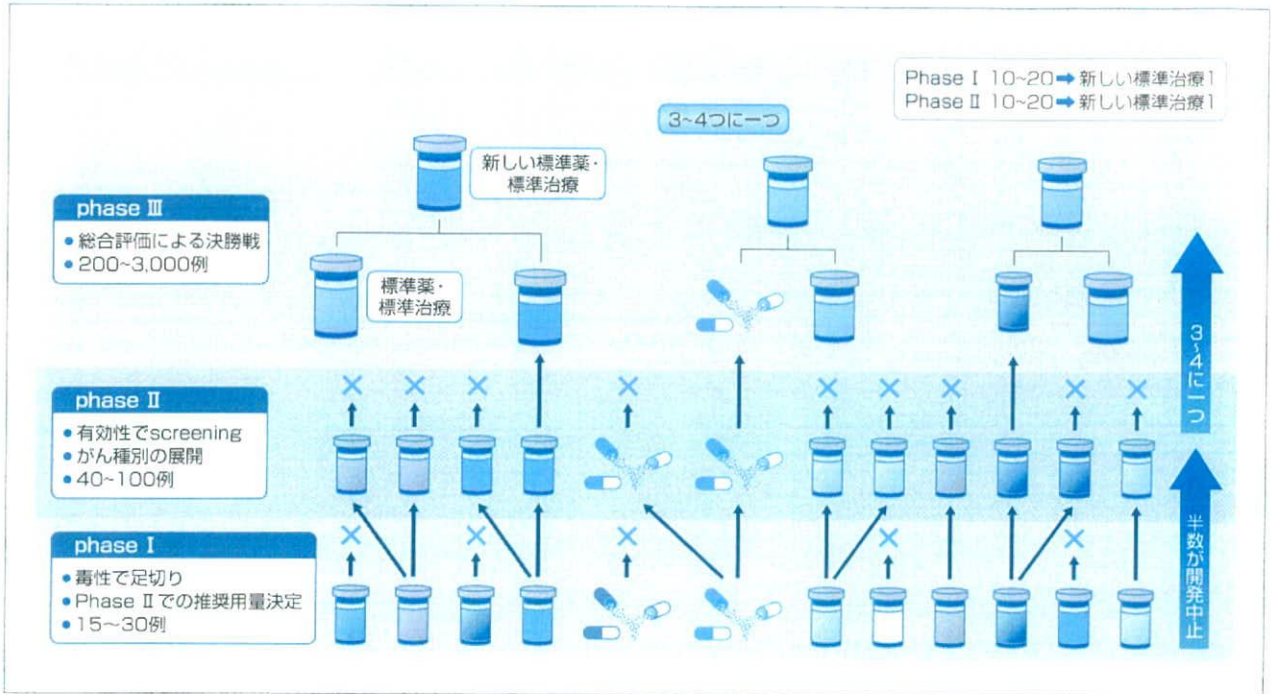 Phase Ⅰ 10~20➡新しい標準治療1
Phase Ⅱ 10~20➡新しい標準治療1
3~4つに一つ
新しい標準薬・
標準治療
phase Ⅲ
● 総合評価による決勝戦
● 200~3,000例
標準薬・
標準治療
3~4に一つ
phase Ⅱ
● 有効性でscreening
● がん種別の展開
● 40~100例
半数が開発中止
phase Ⅰ
● 毒性で足切り
● Phase Ⅱでの推奨用量決定
● 15~30例